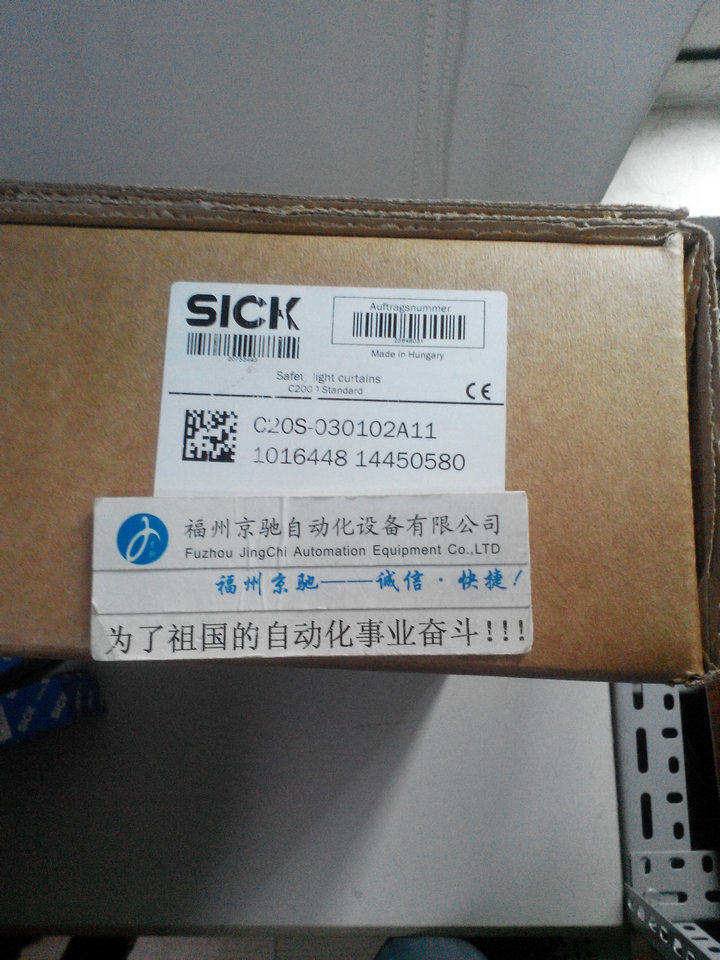 SICK
Auftragsnummer
Made in Hungary
Safet light curtains
C2000 Standard
CE
C20S-030102A11
1016448 14450580
福州京驰自动化设备有限公司
Fuzhou JingChi Automation Equipment Co.,LTD
福州京驰——诚信·快捷!
为了祖国的自动化事业奋斗!!!
SICK